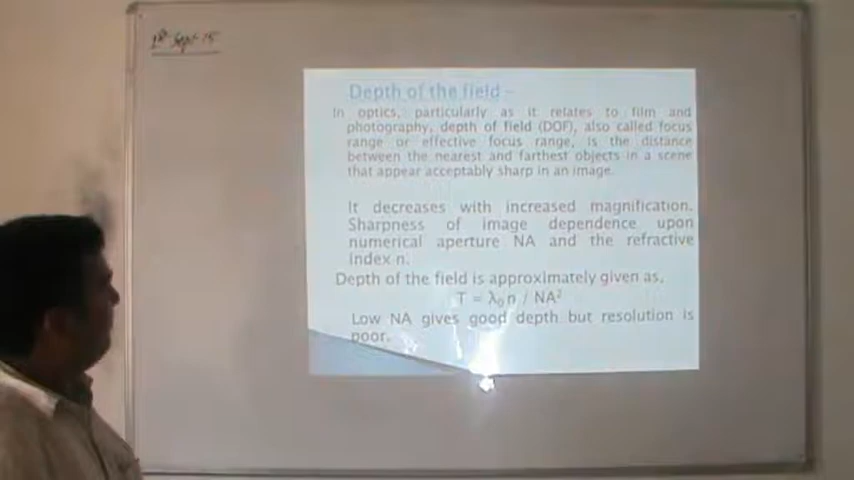 1st Sept 15
Depth of the field –
In optics, particularly as it relates to film and
photography, depth of field (DOF), also called focus
range or effective focus range, is the distance
between the nearest and farthest objects in a scene
that appear acceptably sharp in an image.
It decreases with increased magnification.
Sharpness of image dependence upon
numerical aperture NA and the refractive
index n.
Depth of the field is approximately given as,
T = λ₀ n / NA²
Low NA gives good depth but resolution is
poor.